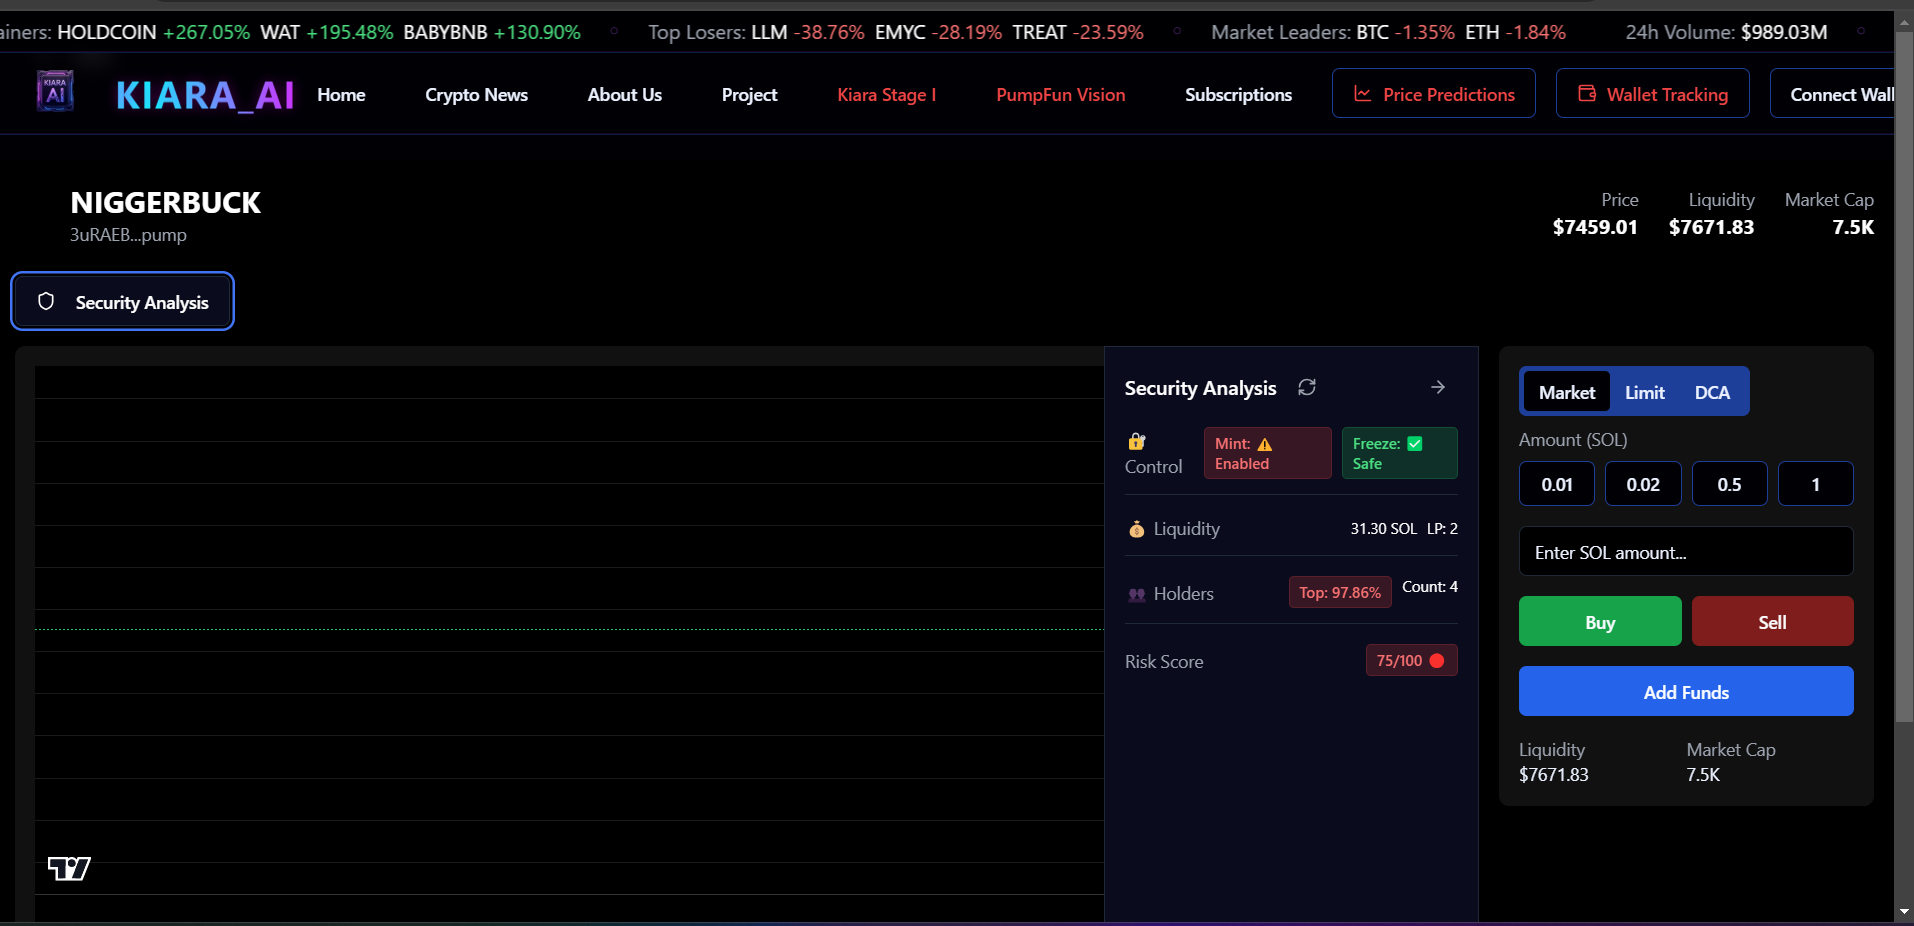 ainers: HOLDCOIN +267.05% WAT +195.48% BABYBNB +130.90% Top Losers: LLM -38.76% EMYC -28.19% TREAT -23.59% Market Leaders: BTC -1.35% ETH -1.84% 24h Volume: $989.03M
KIARA AI
KIARA_AI Home Crypto News About Us Project Kiara Stage I PumpFun Vision Subscriptions Price Predictions Wallet Tracking Connect Wall
NIGGERBUCK
3uRAEB...pump
Price Liquidity Market Cap
$7459.01 $7671.83 7.5K
Security Analysis
Security Analysis
Control
Mint: ⚠️
Enabled
Freeze: ✅
Safe
Liquidity 31.30 SOL LP: 2
Holders Top: 97.86% Count: 4
Risk Score 75/100
Market Limit DCA
Amount (SOL)
0.01 0.02 0.5 1
Enter SOL amount...
Buy Sell
Add Funds
Liquidity Market Cap
$7671.83 7.5K